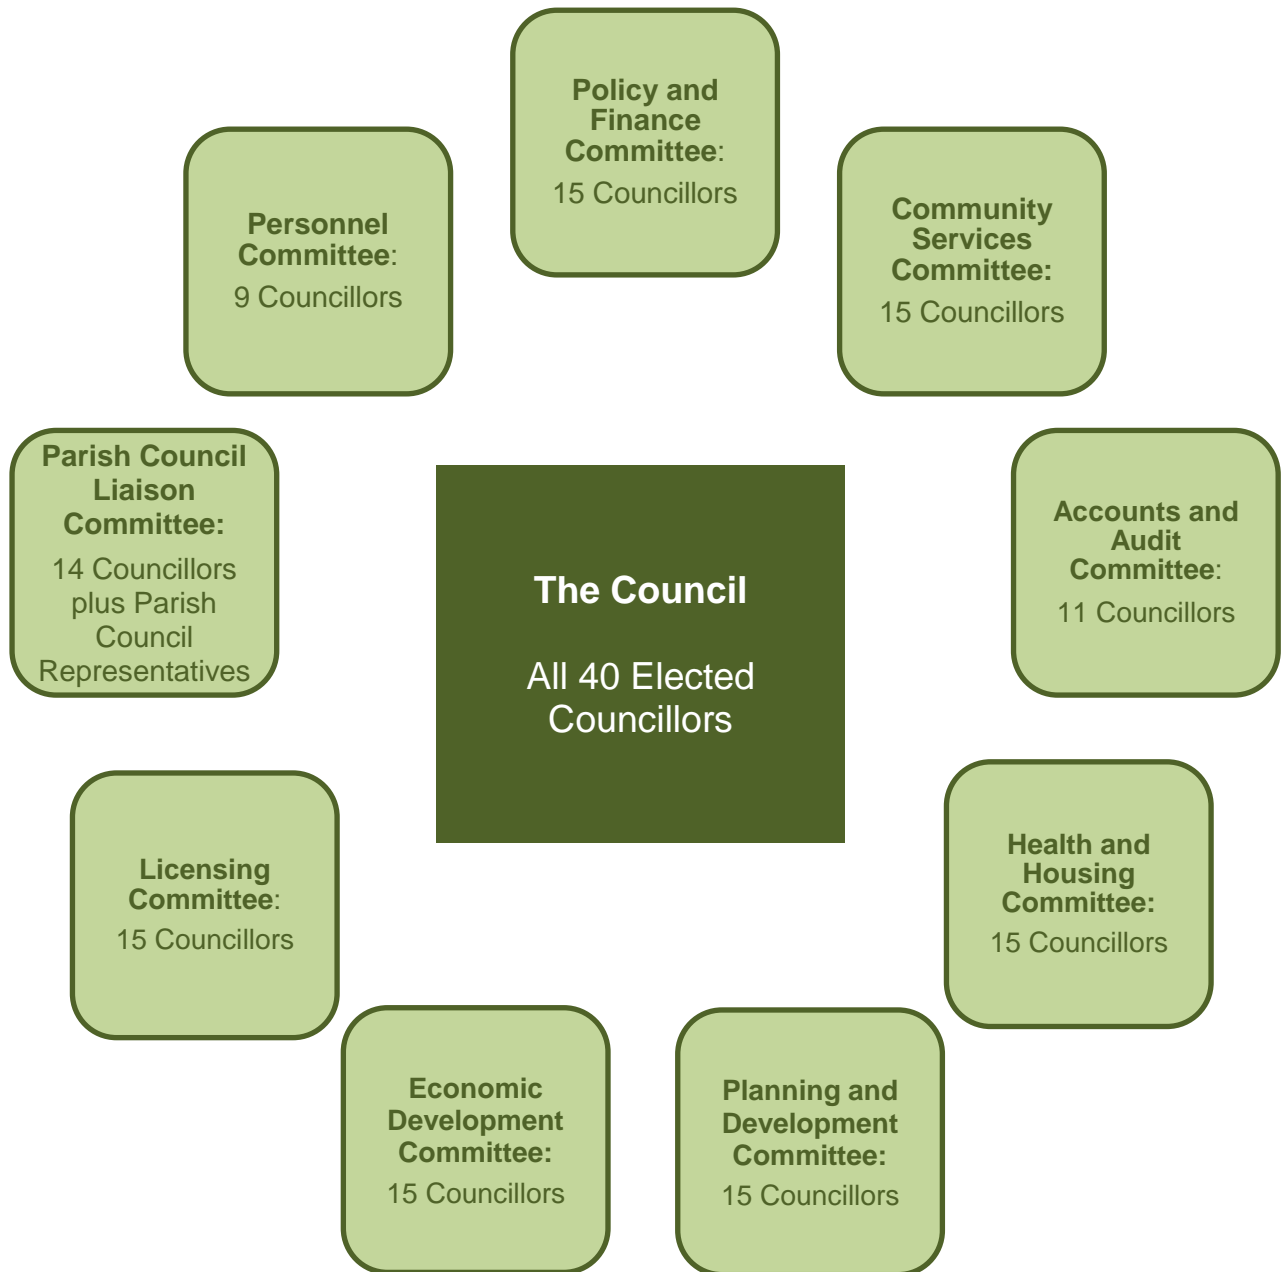 Policy and
Finance
Committee:
15 Councillors
Personnel
Committee:
9 Councillors
Community
Services
Committee:
15 Councillors
Parish Council
Liaison
Committee:
14 Councillors
plus Parish
Council
Representatives
The Council
All 40 Elected
Councillors
Accounts and
Audit
Committee:
11 Councillors
Licensing
Committee:
15 Councillors
Health and
Housing
Committee:
15 Councillors
Economic
Development
Committee:
15 Councillors
Planning and
Development
Committee:
15 Councillors